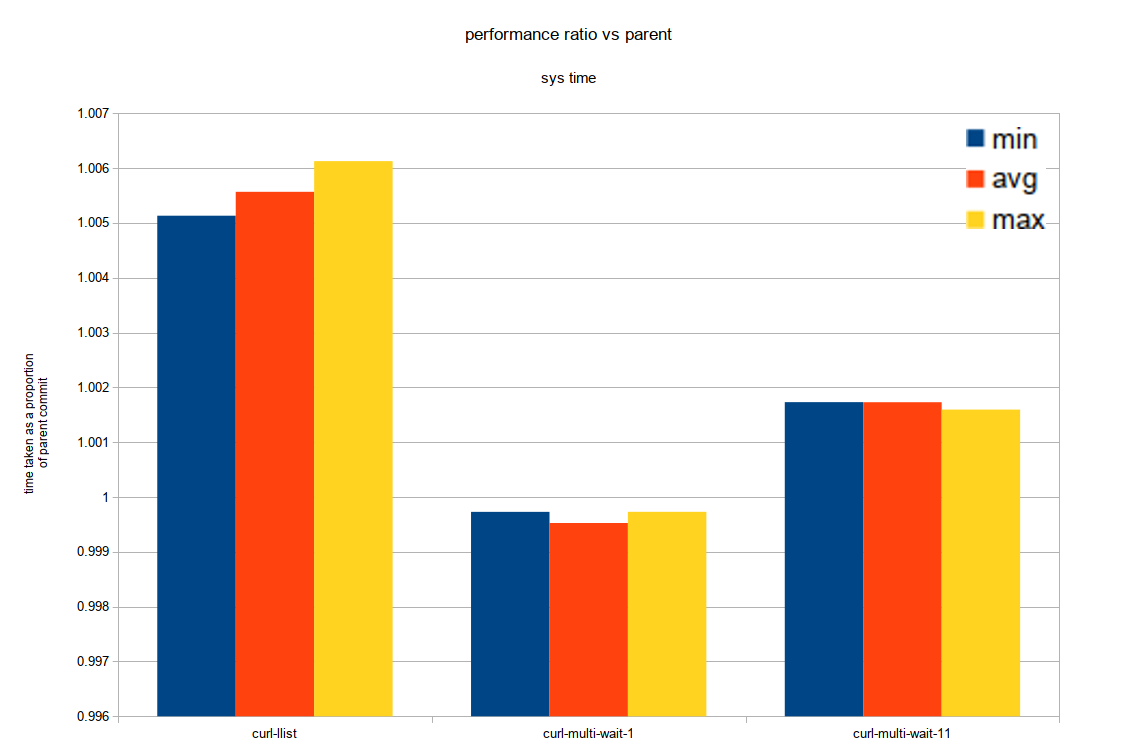 performance ratio vs parent
sys time
time taken as a proportion
of parent commit
1.007
1.006
1.005
1.004
1.003
1.002
1.001
1
0.999
0.998
0.997
0.996
min
avg
max
curl-llist
curl-multi-wait-1
curl-multi-wait-11